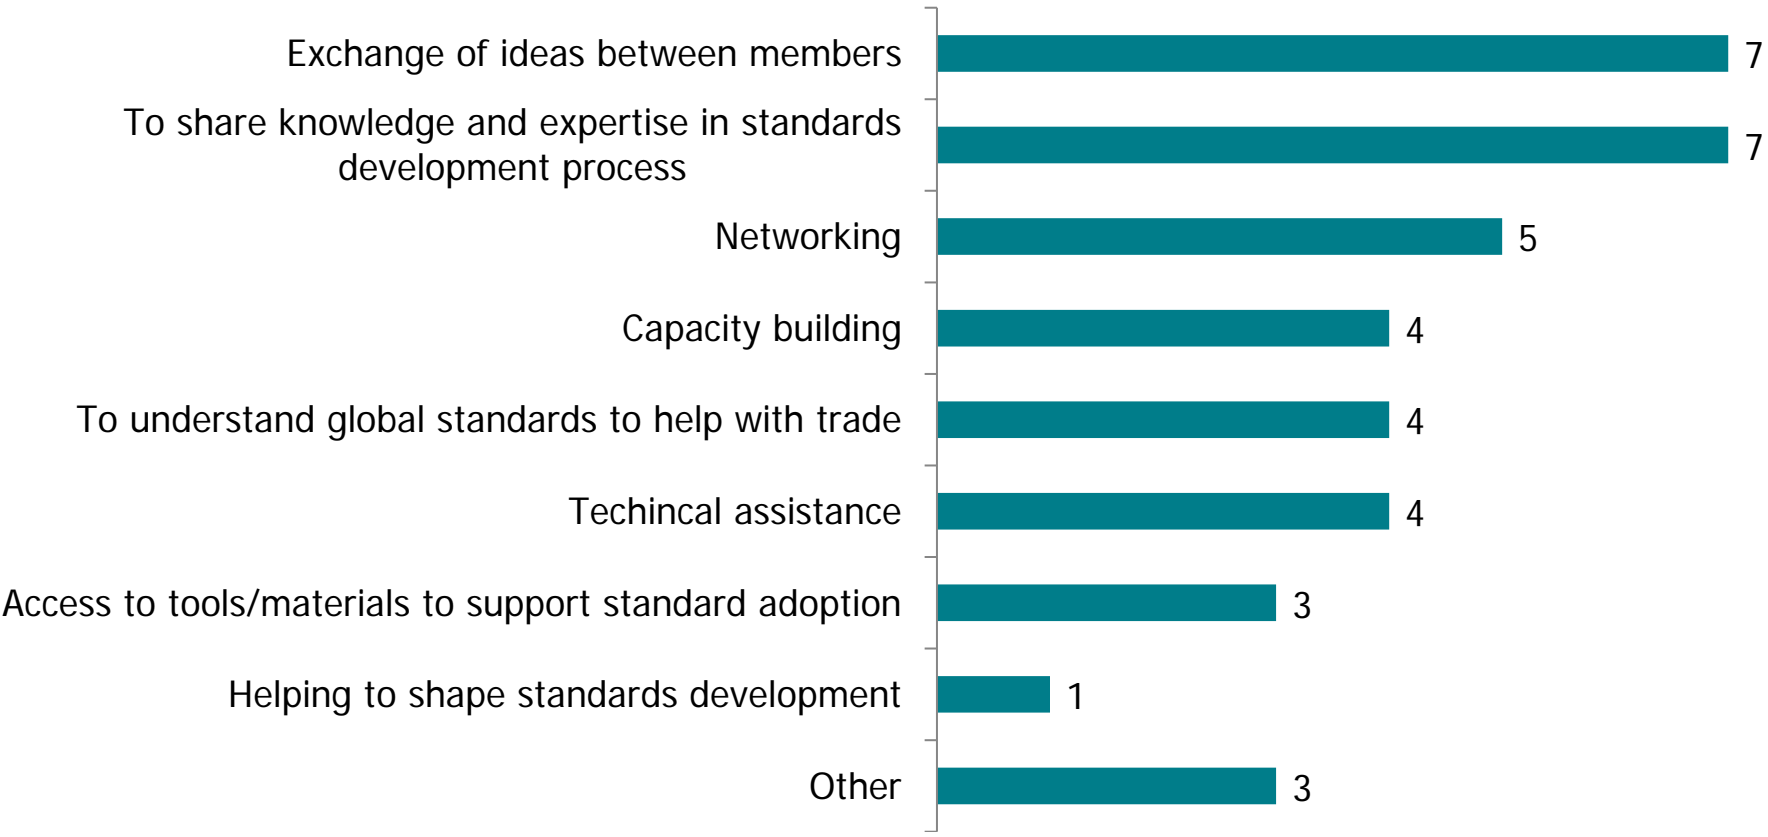 Exchange of ideas between members 7
To share knowledge and expertise in standards
development process 7
Networking 5
Capacity building 4
To understand global standards to help with trade 4
Techincal assistance 4
Access to tools/materials to support standard adoption 3
Helping to shape standards development 1
Other 3